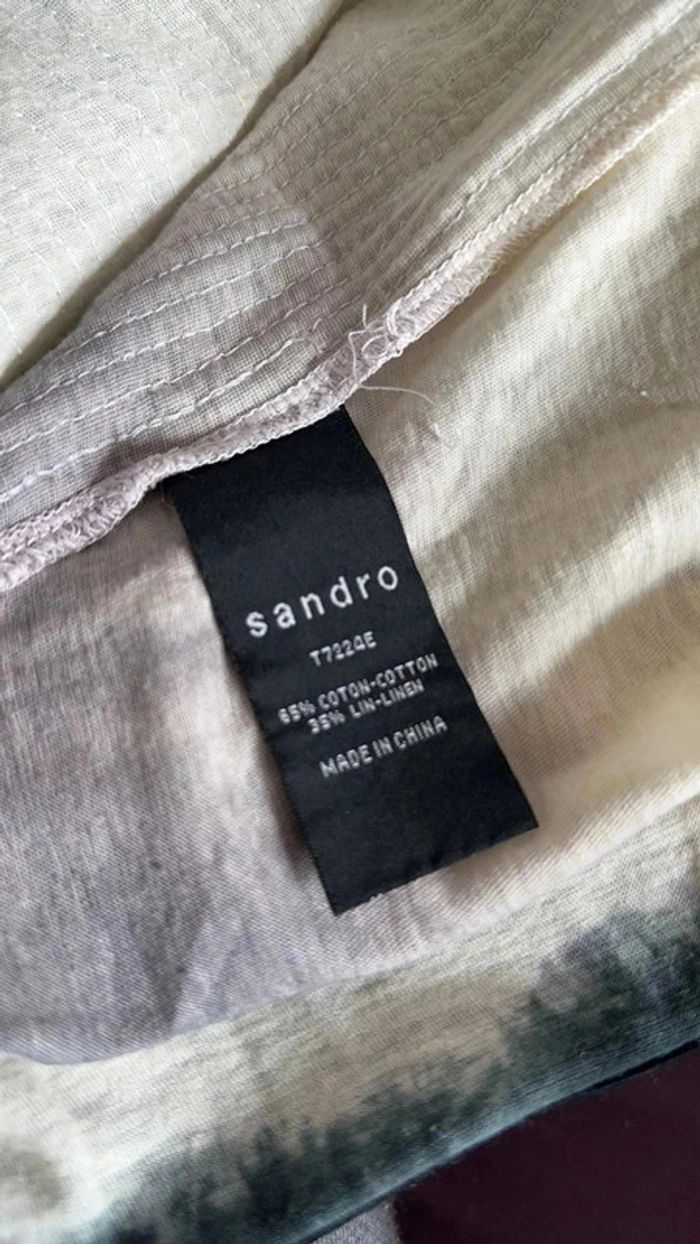 sandro
T7224E
65% COTON-COTTON
35% LIN-LINEN
MADE IN CHINA